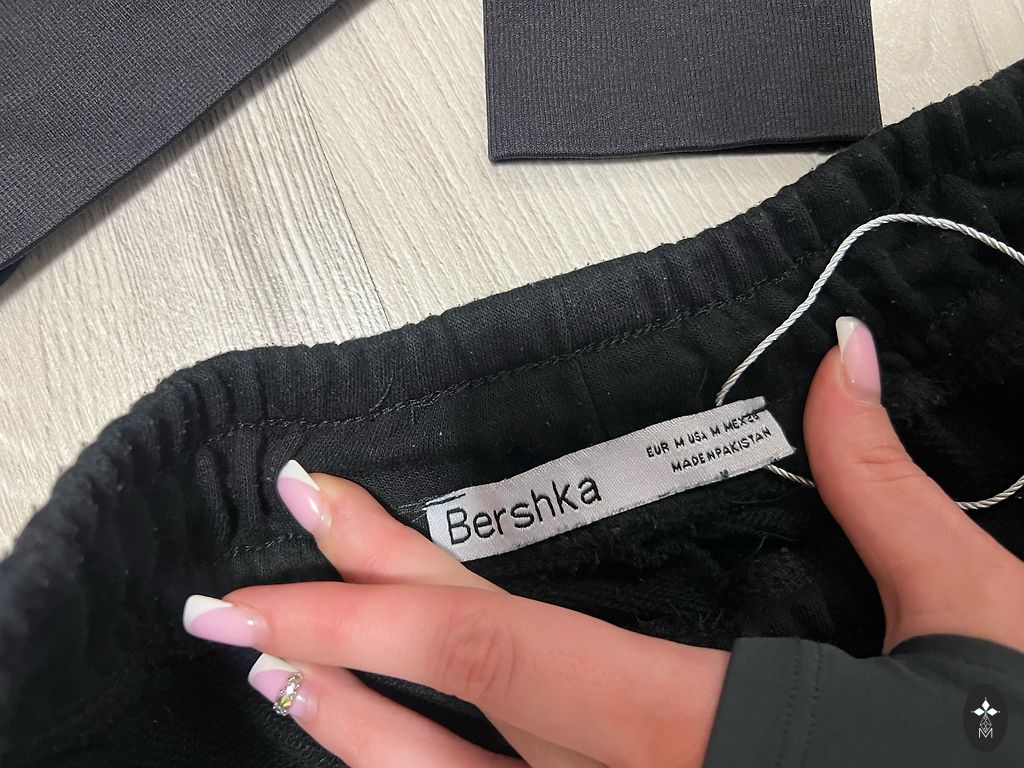 Bershka
EUR M USA M MEX 28
MADE IN PAKISTAN
M